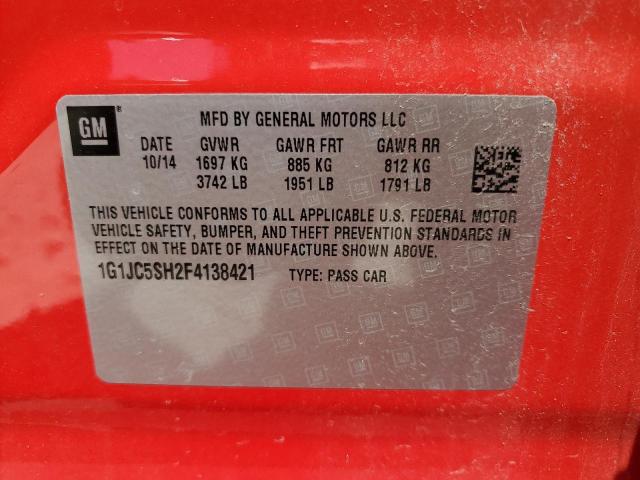 GM
MFD BY GENERAL MOTORS LLC
DATE GVWR GAWR FRT GAWR RR
10/14 1697 KG 885 KG 812 KG
3742 LB 1951 LB 1791 LB
THIS VEHICLE CONFORMS TO ALL APPLICABLE U.S. FEDERAL MOTOR
VEHICLE SAFETY, BUMPER, AND THEFT PREVENTION STANDARDS IN
EFFECT ON THE DATE OF MANUFACTURE SHOWN ABOVE.
1G1JC5SH2F4138421 TYPE: PASS CAR